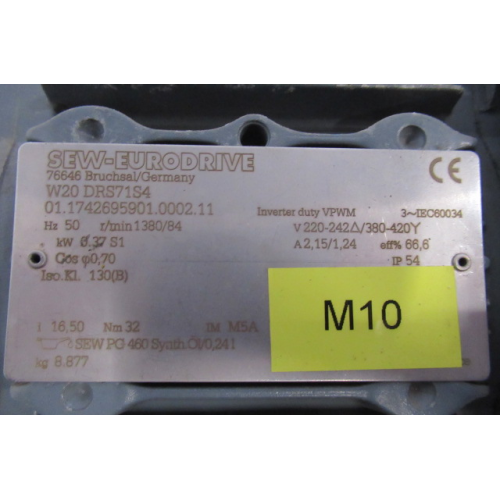 SEW-EURODRIVE
76646 Bruchsal/Germany
CE
W20 DRS71S4
01.1742695901.0002.11 Inverter duty VPWM 3~IEC60034
Hz 50 r/min 1380/84 V 220-242Δ/380-420Y
kW 0,37 S1 A 2,15/1,24 eff% 66,6
Cos φ0,70 IP 54
Iso.Kl. 130(B)
M10
i 16,50 Nm 32 IM M5A
SEW PG 460 Synth.Öl/0,24 l
kg 8.877